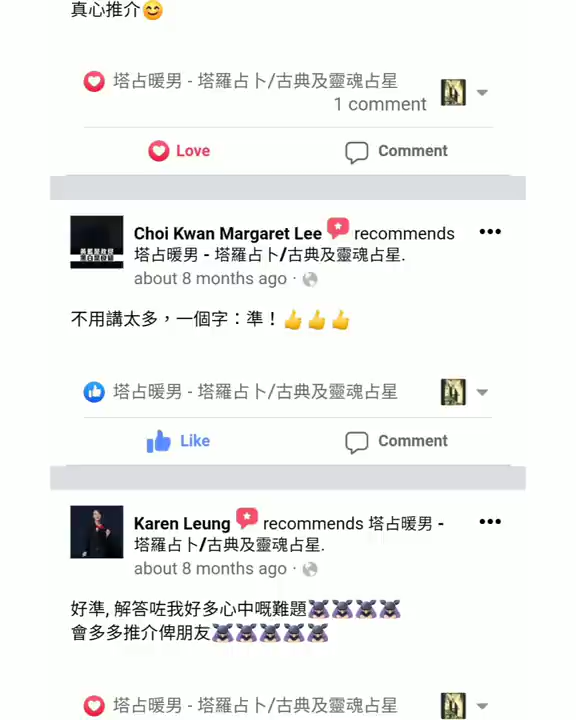 真心推介😊
塔占暖男 - 塔羅占卜/古典及靈魂占星
1 comment
Love
Comment
Choi Kwan Margaret Lee recommends
塔占暖男 - 塔羅占卜/古典及靈魂占星.
about 8 months ago ·
不用講太多，一個字：準！👍👍👍
塔占暖男 - 塔羅占卜/古典及靈魂占星
Like
Comment
Karen Leung recommends 塔占暖男 -
塔羅占卜/古典及靈魂占星.
about 8 months ago ·
好準, 解答咗我好多心中嘅難題
會多多推介俾朋友
塔占暖男 - 塔羅占卜/古典及靈魂占星